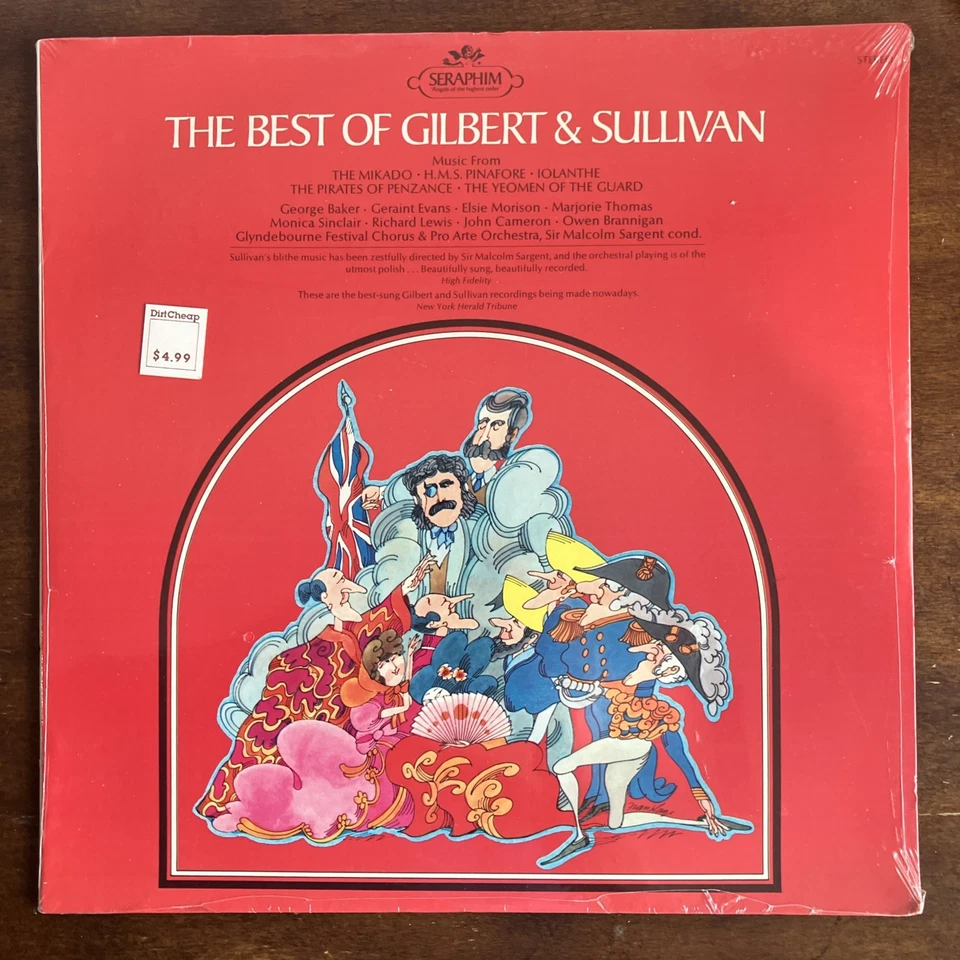 SERAPHIM
"Angels of the highest order"
STEREO
THE BEST OF GILBERT & SULLIVAN
Music From
THE MIKADO · H.M.S. PINAFORE · IOLANTHE
THE PIRATES OF PENZANCE · THE YEOMEN OF THE GUARD
George Baker · Geraint Evans · Elsie Morison · Marjorie Thomas
Monica Sinclair · Richard Lewis · John Cameron · Owen Brannigan
Glyndebourne Festival Chorus & Pro Arte Orchestra, Sir Malcolm Sargent cond.
Sullivan's blithe music has been zestfully directed by Sir Malcolm Sargent, and the orchestral playing is of the
utmost polish . . . Beautifully sung, beautifully recorded.
High Fidelity
These are the best-sung Gilbert and Sullivan recordings being made nowadays.
New York Herald Tribune
DirtCheap
$4.99